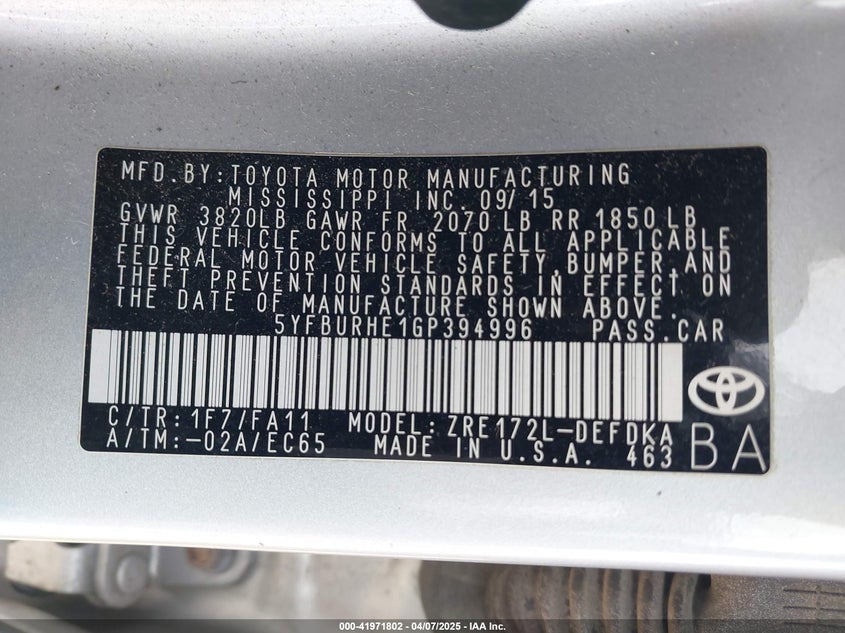 MFD. BY: TOYOTA MOTOR MANUFACTURING
MISSISSIPPI INC. 09/15
GVWR 3820LB GAWR FR 2070 LB RR 1850 LB
THIS VEHICLE CONFORMS TO ALL APPLICABLE
FEDERAL MOTOR VEHICLE SAFETY, BUMPER, AND
THEFT PREVENTION STANDARDS IN EFFECT ON
THE DATE OF MANUFACTURE SHOWN ABOVE.
5YFBURHE1GP394996 PASS. CAR
C/TR: 1F7/FA11 MODEL: ZRE172L-DEFDKA
A/TM: -02A/EC65 MADE IN U.S.A. 463
BA
000-41971802 - 04/07/2025 - IAA Inc.